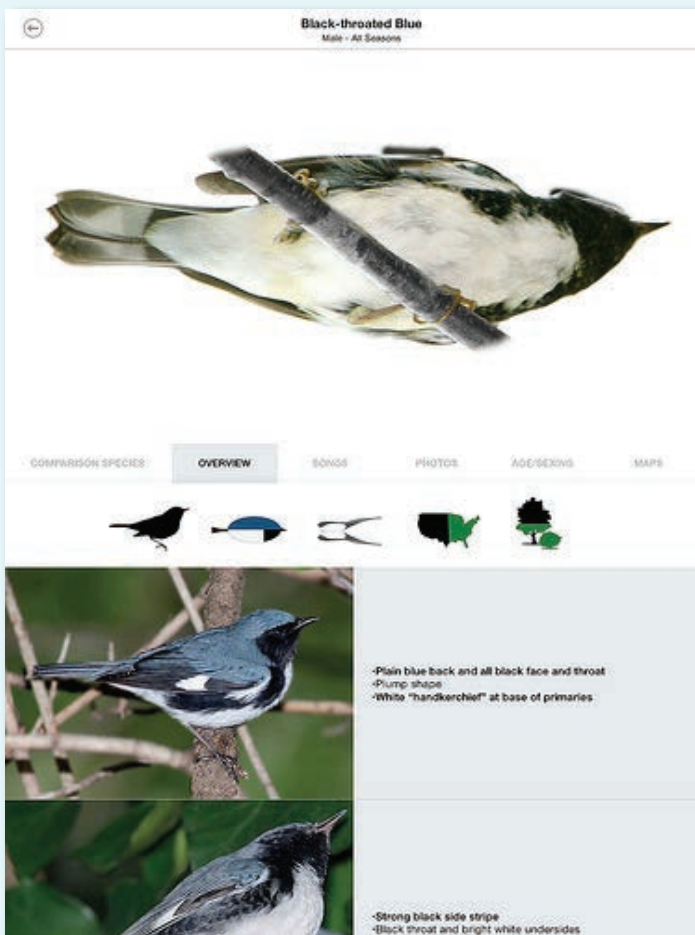 Black-throated Blue
Male - All Seasons
COMPARISON SPECIES
OVERVIEW
SONGS
PHOTOS
AGE/SEXING
MAPS
•Plain blue back and all black face and throat
•Plump shape
•White "handkerchief" at base of primaries
•Strong black side stripe
•Black throat and bright white undersides